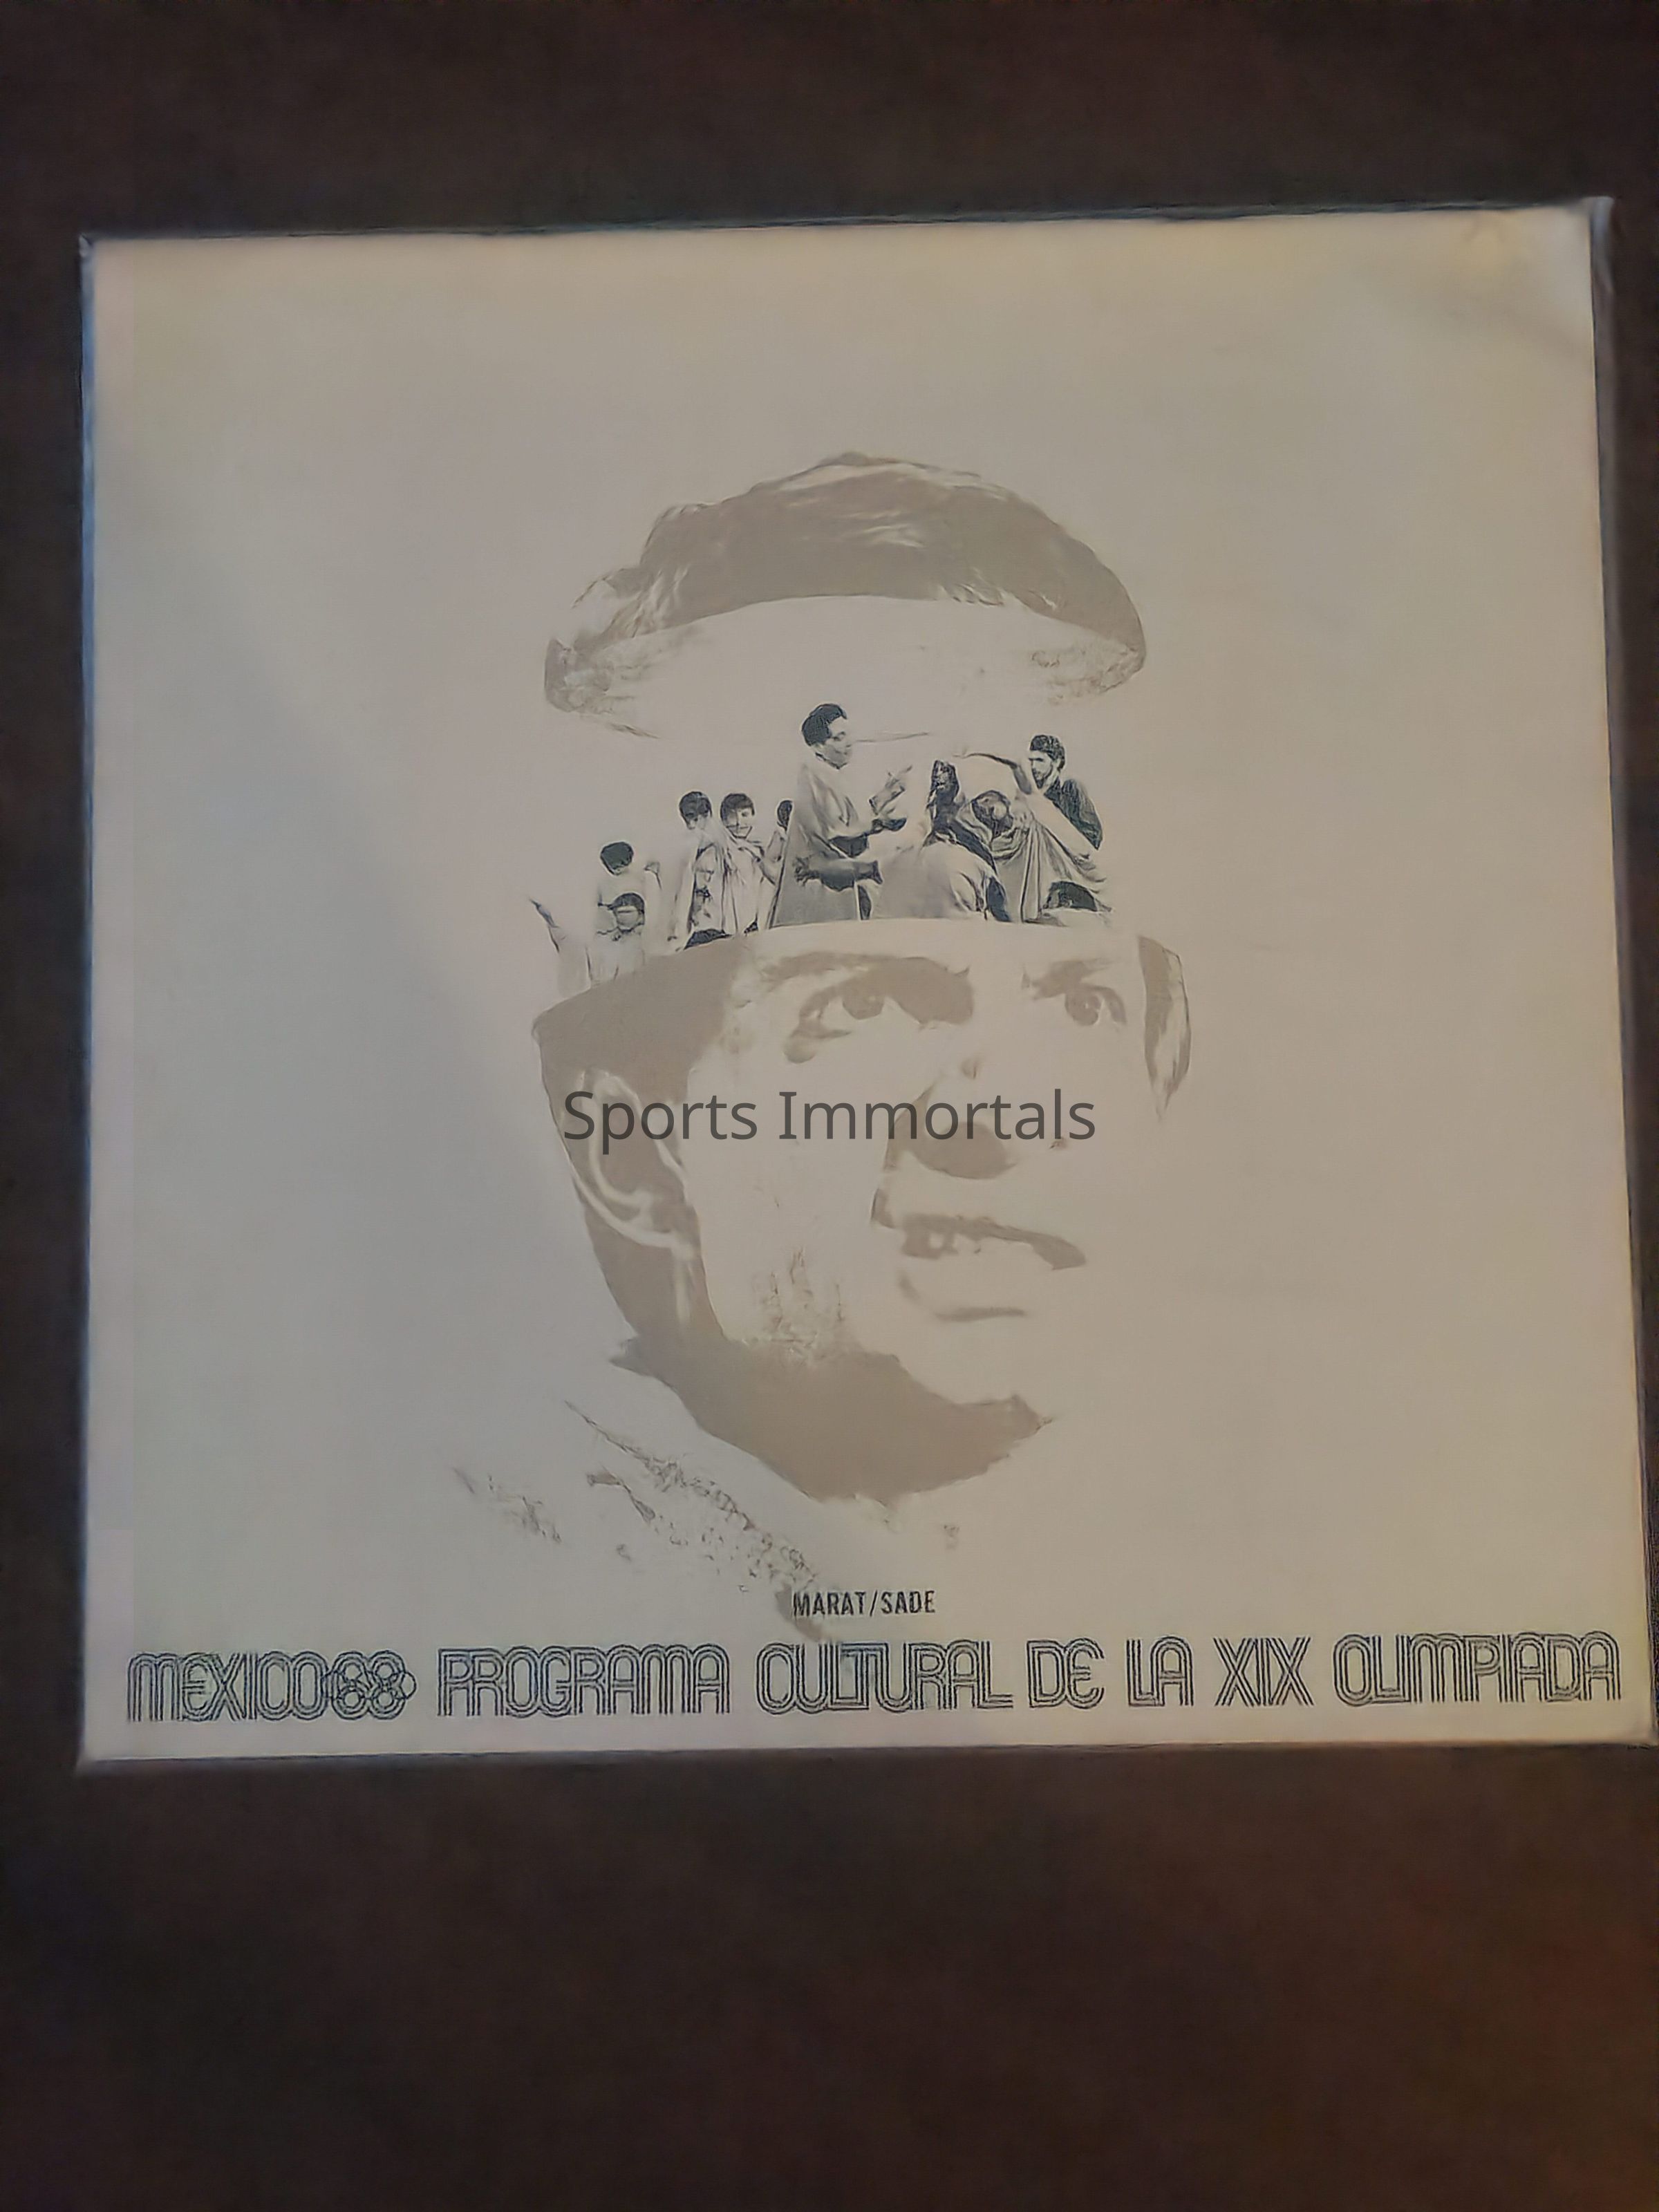 Sports Immortals
MARAT/SADE
MEXICO68 PROGRAMA CULTURAL DE LA XIX OLIMPIADA